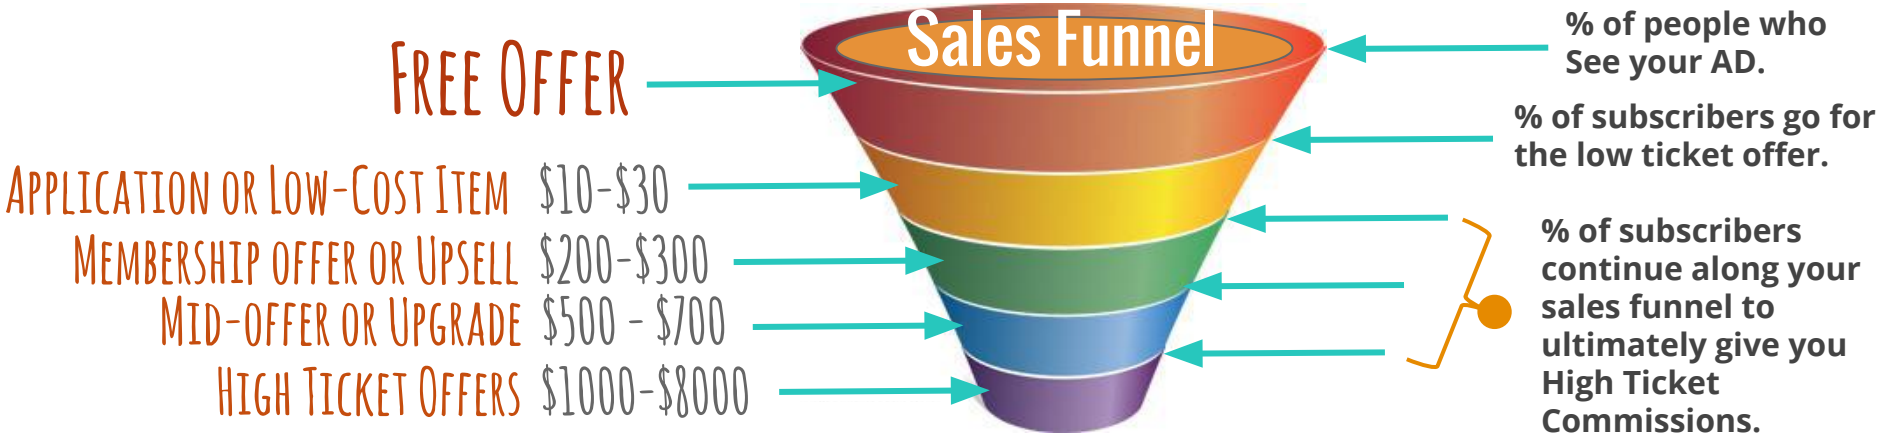 Sales Funnel
FREE OFFER
APPLICATION OR LOW-COST ITEM $10-$30
MEMBERSHIP OFFER OR UPSELL $200-$300
MID-OFFER OR UPGRADE $500 - $700
HIGH TICKET OFFERS $1000-$8000
% of people who
See your AD.
% of subscribers go for
the low ticket offer.
% of subscribers
continue along your
sales funnel to
ultimately give you
High Ticket
Commissions.